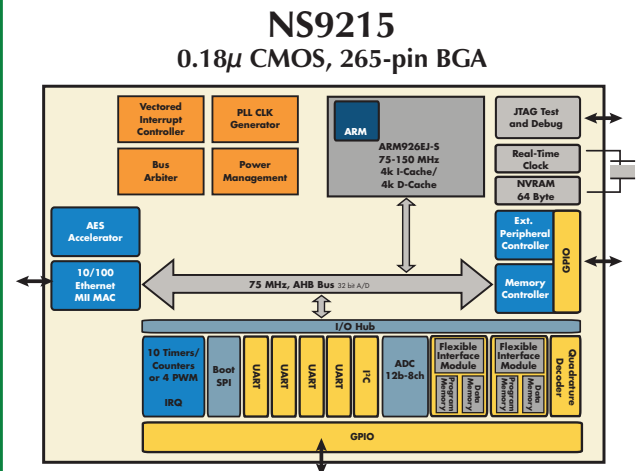 NS9215
0.18μ CMOS, 265-pin BGA
Vectored
Interrupt
Controller
PLL CLK
Generator
Bus
Arbiter
Power
Management
ARM
ARM926EJ-S
75-150 MHz
4k I-Cache/
4k D-Cache
JTAG Test
and Debug
Real-Time
Clock
NVRAM
64 Byte
AES
Accelerator
10/100
Ethernet
MII MAC
Ext.
Peripheral
Controller
Memory
Controller
GPIO
75 MHz, AHB Bus 32 bit A/D
I/O Hub
10 Timers/
Counters
or 4 PWM
IRQ
Boot
SPI
UART
UART
UART
UART
I²C
ADC
12b-8ch
Flexible
Interface
Module
Program
Memory
Data
Memory
Flexible
Interface
Module
Program
Memory
Data
Memory
Quadrature
Decoder
GPIO